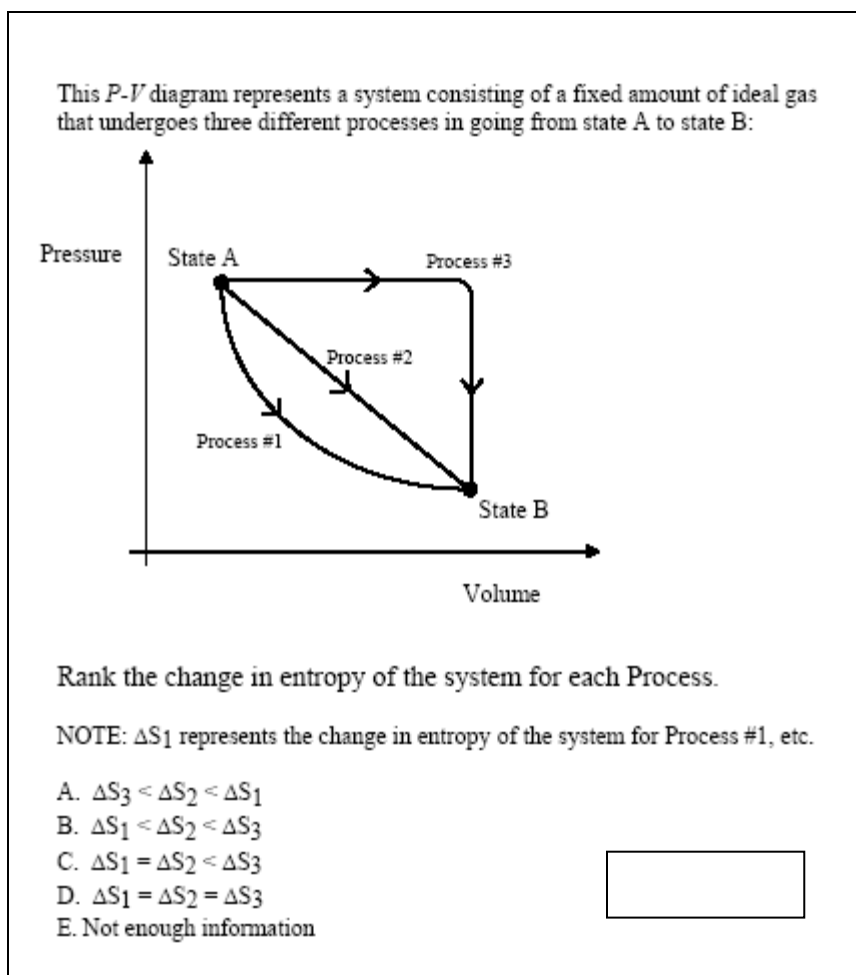 This P-V diagram represents a system consisting of a fixed amount of ideal gas
that undergoes three different processes in going from state A to state B:
Pressure
State A
Process #3
Process #2
Process #1
State B
Volume
Rank the change in entropy of the system for each Process.
NOTE: ΔS1 represents the change in entropy of the system for Process #1, etc.
A. ΔS3 < ΔS2 < ΔS1
B. ΔS1 < ΔS2 < ΔS3
C. ΔS1 = ΔS2 < ΔS3
D. ΔS1 = ΔS2 = ΔS3
E. Not enough information